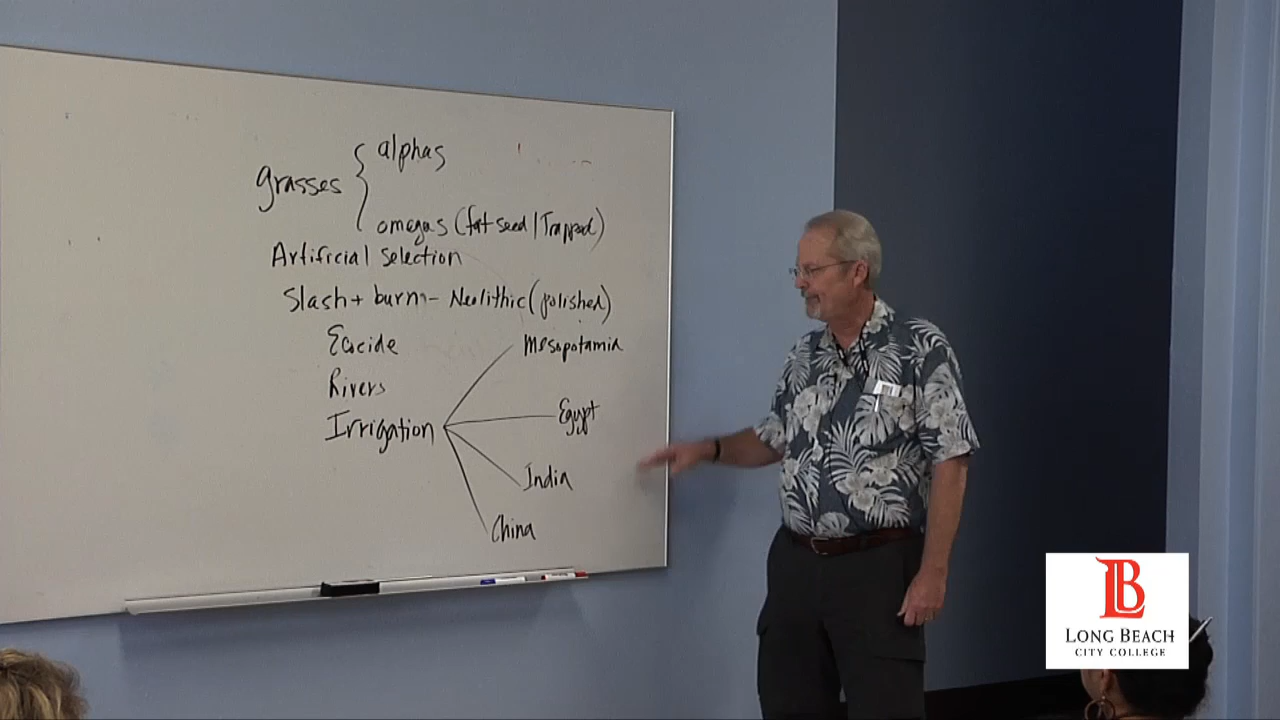 grasses { alphas
omegas (fat seed | Trapped)
Artificial selection
Slash + burn - Neolithic (polished)
Ecocide
Mesopotamia
Rivers
Irrigation
Egypt
India
China
LB
LONG BEACH
CITY COLLEGE